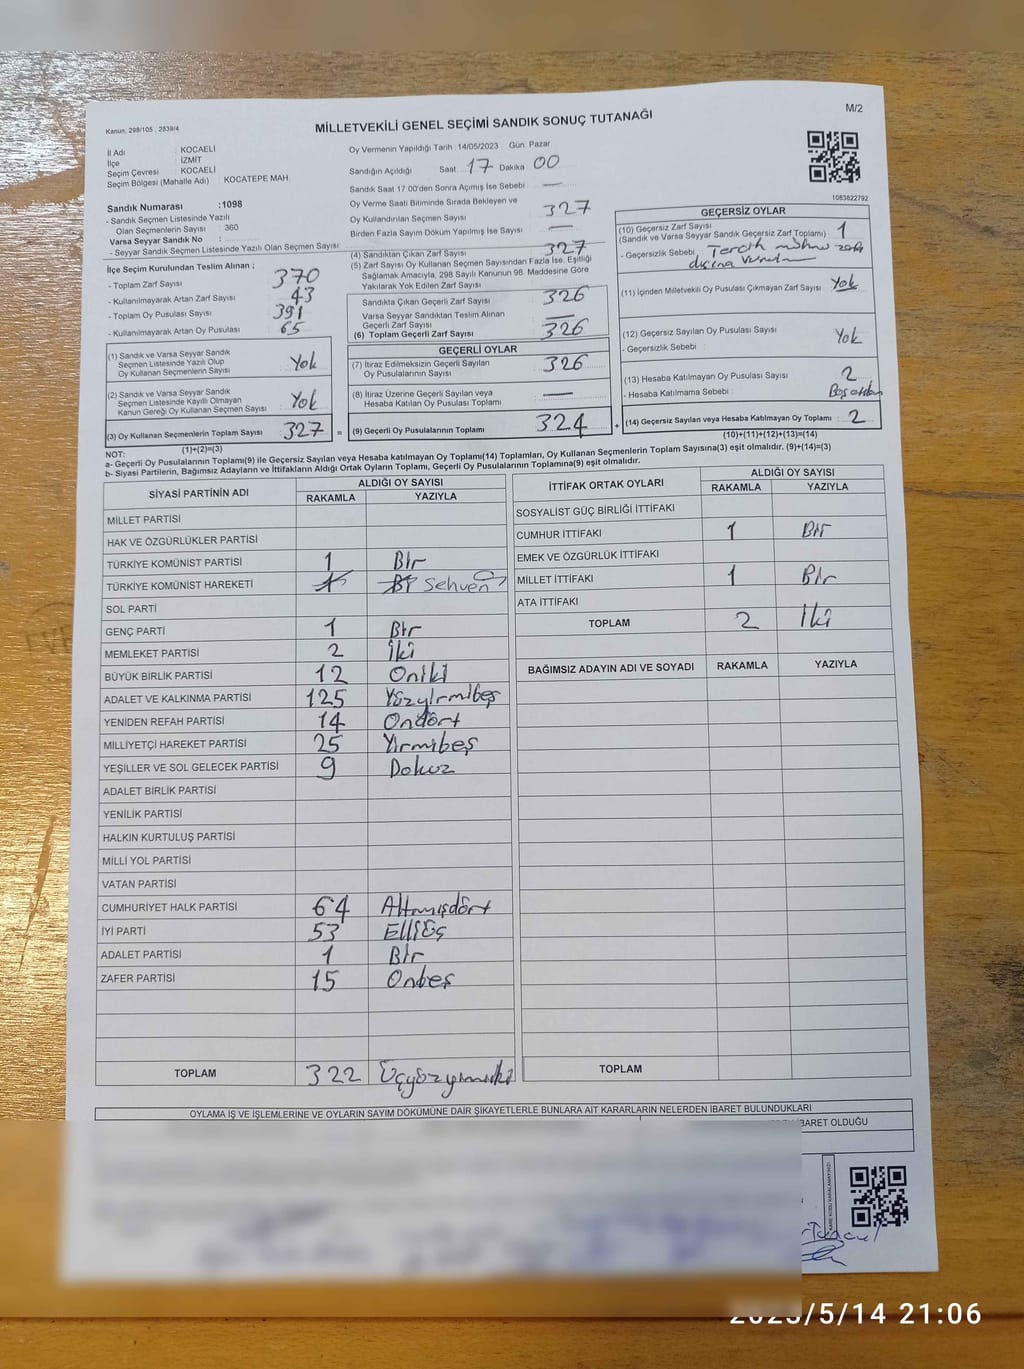 Kanun: 298/105 , 2839/4
MİLLETVEKİLİ GENEL SEÇİMİ SANDIK SONUÇ TUTANAĞI
M/2
İl Adı : KOCAELİ
İlçe : İZMİT
Seçim Çevresi : KOCAELİ
Seçim Bölgesi (Mahalle Adı) : KOCATEPE MAH.
Sandık Numarası :1098
- Sandık Seçmen Listesinde Yazılı
Olan Seçmenlerin Sayısı : 360
Varsa Seyyar Sandık No :
- Seyyar Sandık Seçmen Listesinde Yazılı Olan Seçmen Sayısı :
İlçe Seçim Kurulundan Teslim Alınan ;
- Toplam Zarf Sayısı : 370
- Kullanılmayarak Artan Zarf Sayısı : 43
- Toplam Oy Pusulası Sayısı : 391
- Kullanılmayarak Artan Oy Pusulası : 65
(1) Sandık ve Varsa Seyyar Sandık
Seçmen Listesinde Yazılı Olup
Oy Kullanan Seçmenlerin Sayısı : Yok
(2) Sandık ve Varsa Seyyar Sandık
Seçmen Listesinde Kayıtlı Olmayan
Kanun Gereği Oy Kullanan Seçmen Sayısı : Yok
(3) Oy Kullanan Seçmenlerin Toplam Sayısı : 327
(1)+(2)=(3)
Oy Vermenin Yapıldığı Tarih :14/05/2023 Gün: Pazar
Sandığın Açıldığı Saat 17 Dakika 00
Sandık Saat 17.00'den Sonra Açılmış İse Sebebi : —
Oy Verme Saati Bitiminde Sırada Bekleyen ve
Oy Kullandırılan Seçmen Sayısı : 327
Birden Fazla Sayım Döküm Yapılmış İse Sayısı : —
(4) Sandıktan Çıkan Zarf Sayısı : 327
(5) Zarf Sayısı Oy Kullanan Seçmen Sayısından Fazla İse, Eşitliği
Sağlamak Amacıyla, 298 Sayılı Kanunun 98. Maddesine Göre
Yakılarak Yok Edilen Zarf Sayısı : —
Sandıkta Çıkan Geçerli Zarf Sayısı : 326
Varsa Seyyar Sandıktan Teslim Alınan
Geçerli Zarf Sayısı : —
(6) Toplam Geçerli Zarf Sayısı : 326
GEÇERLİ OYLAR
(7) İtiraz Edilmeksizin Geçerli Sayılan
Oy Pusulalarının Sayısı : 326
(8) İtiraz Üzerine Geçerli Sayılan veya
Hesaba Katılan Oy Pusulası Toplamı : —
= (9) Geçerli Oy Pusulalarının Toplamı : 324
1083822792
GEÇERSİZ OYLAR
(10) Geçersiz Zarf Sayısı
(Sandık ve Varsa Seyyar Sandık Geçersiz Zarf Toplamı) : 1
- Geçersizlik Sebebi : Tercih mührü zarf
dışına
(11) İçinden Milletvekili Oy Pusulası Çıkmayan Zarf Sayısı : Yok
(12) Geçersiz Sayılan Oy Pusulası Sayısı : Yok
- Geçersizlik Sebebi :
(13) Hesaba Katılmayan Oy Pusulası Sayısı : 2
- Hesaba Katılmama Sebebi : Boş
+ (14) Geçersiz Sayılan veya Hesaba Katılmayan Oy Toplamı : 2
(10)+(11)+(12)+(13)=(14)
NOT:
a- Geçerli Oy Pusulalarının Toplamı(9) ile Geçersiz Sayılan veya Hesaba katılmayan Oy Toplamı(14) Toplamları, Oy Kullanan Seçmenlerin Toplam Sayısına(3) eşit olmalıdır. (9)+(14)=(3)
b- Siyasi Partilerin, Bağımsız Adayların ve İttifakların Aldığı Ortak Oyların Toplamı, Geçerli Oy Pusulalarının Toplamına(9) eşit olmalıdır.
SİYASİ PARTİNİN ADI ALDIĞI OY SAYISI
RAKAMLA YAZIYLA
MİLLET PARTİSİ
HAK VE ÖZGÜRLÜKLER PARTİSİ
TÜRKİYE KOMÜNİST PARTİSİ 1 Bir
TÜRKİYE KOMÜNİST HAREKETİ 1 Bir Sehven
SOL PARTİ
GENÇ PARTİ 1 Bir
MEMLEKET PARTİSİ 2 İki
BÜYÜK BİRLİK PARTİSİ 12 Oniki
ADALET VE KALKINMA PARTİSİ 125 Yüzyirmibeş
YENİDEN REFAH PARTİSİ 14 Ondört
MİLLİYETÇİ HAREKET PARTİSİ 25 Yirmibeş
YEŞİLLER VE SOL GELECEK PARTİSİ 9 Dokuz
ADALET BİRLİK PARTİSİ
YENİLİK PARTİSİ
HALKIN KURTULUŞ PARTİSİ
MİLLİ YOL PARTİSİ
VATAN PARTİSİ
CUMHURİYET HALK PARTİSİ 64 Altmışdört
İYİ PARTİ 53 Elliüç
ADALET PARTİSİ 1 Bir
ZAFER PARTİSİ 15 Onbeş
TOPLAM 322 Üçyüzyirmiiki
İTTİFAK ORTAK OYLARI ALDIĞI OY SAYISI
RAKAMLA YAZIYLA
SOSYALİST GÜÇ BİRLİĞİ İTTİFAKI
CUMHUR İTTİFAKI 1 Bir
EMEK VE ÖZGÜRLÜK İTTİFAKI
MİLLET İTTİFAKI 1 Bir
ATA İTTİFAKI
TOPLAM 2 İki
BAĞIMSIZ ADAYIN ADI VE SOYADI RAKAMLA YAZIYLA
TOPLAM
OYLAMA İŞ VE İŞLEMLERİNE VE OYLARIN SAYIM DÖKÜMÜNE DAİR ŞİKAYETLERLE BUNLARA AİT KARARLARIN NELERDEN İBARET BULUNDUKLARI
İBARET OLDUĞU
2023/5/14 21:06